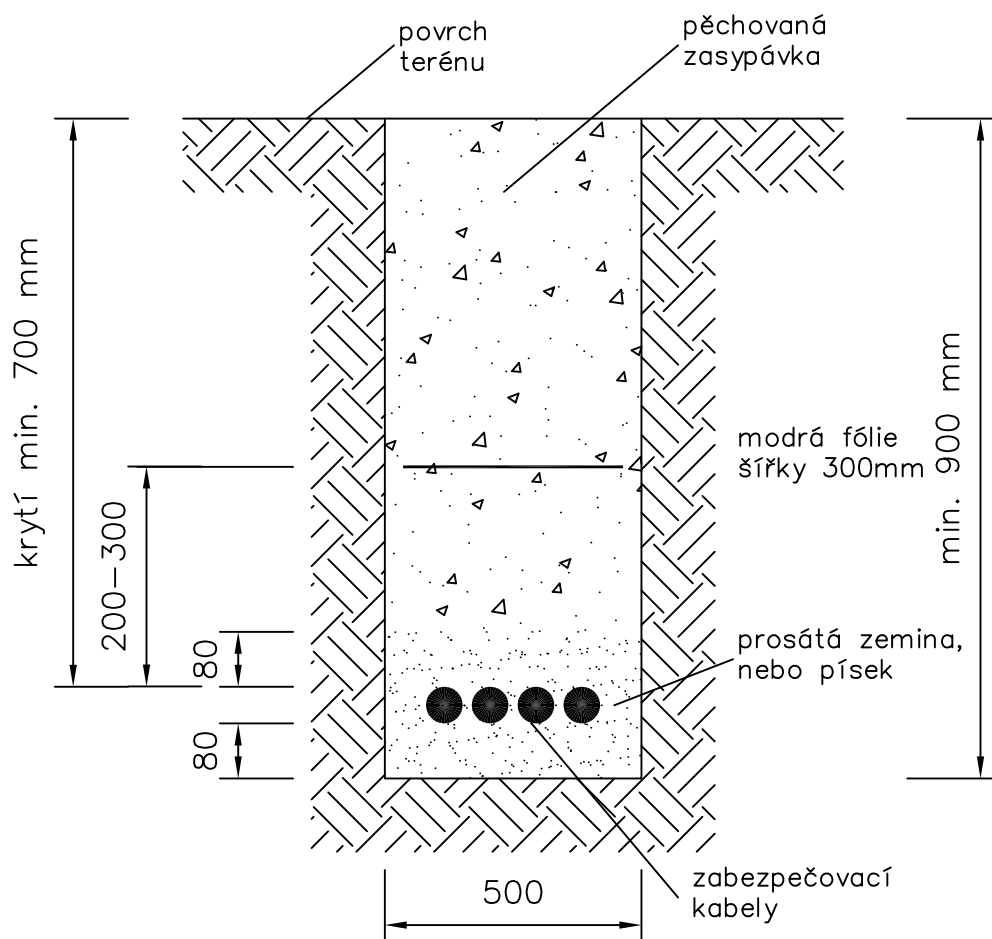 povrch
terénu
pěchovaná
zasypávka
krytí min. 700 mm
200–300
80
80
modrá fólie
šířky 300mm
min. 900 mm
prosátá zemina,
nebo písek
zabezpečovací
kabely
500